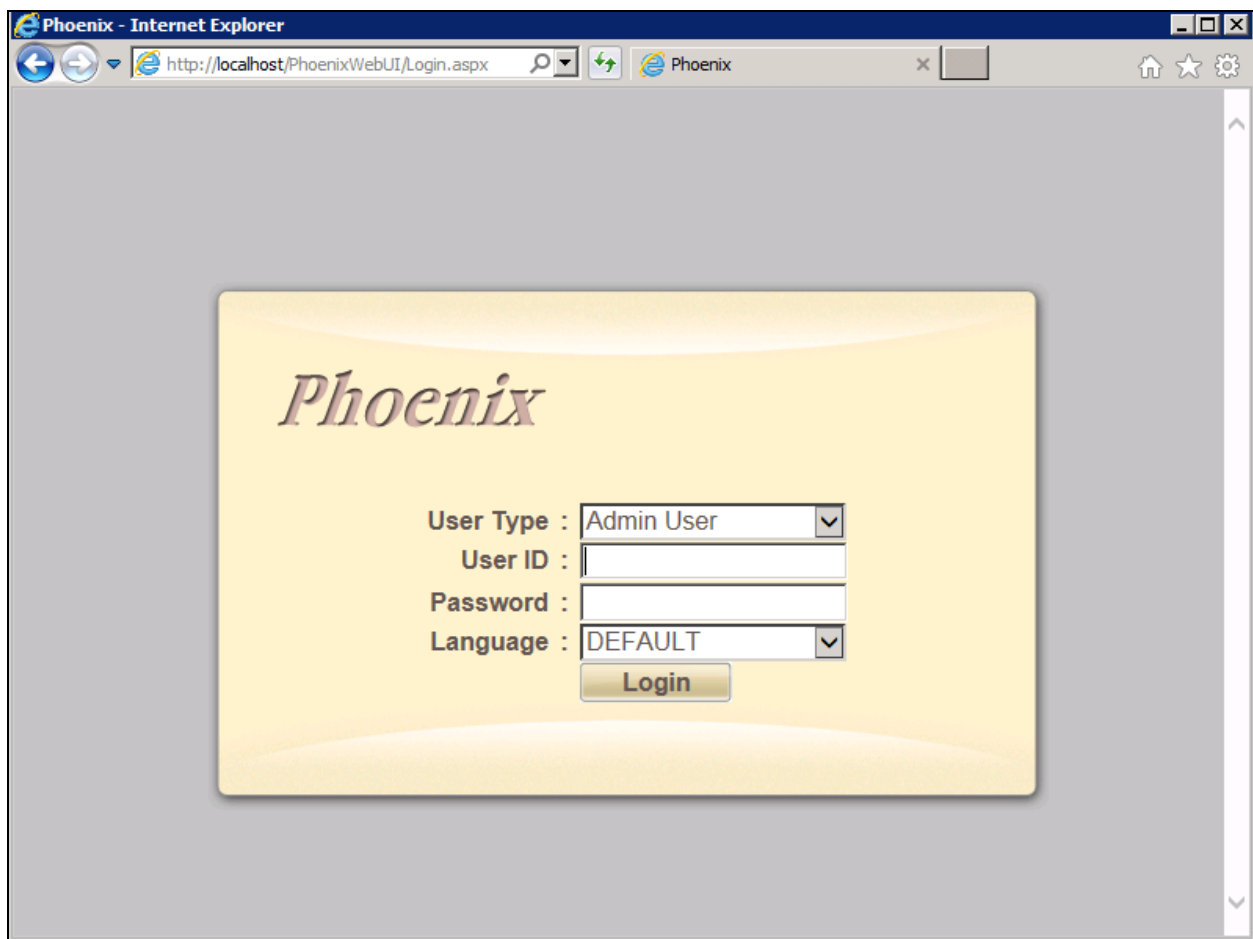 Phoenix - Internet Explorer
http://localhost/PhoenixWebUI/Login.aspx
Phoenix
Phoenix
User Type : Admin User
User ID :
Password :
Language : DEFAULT
Login